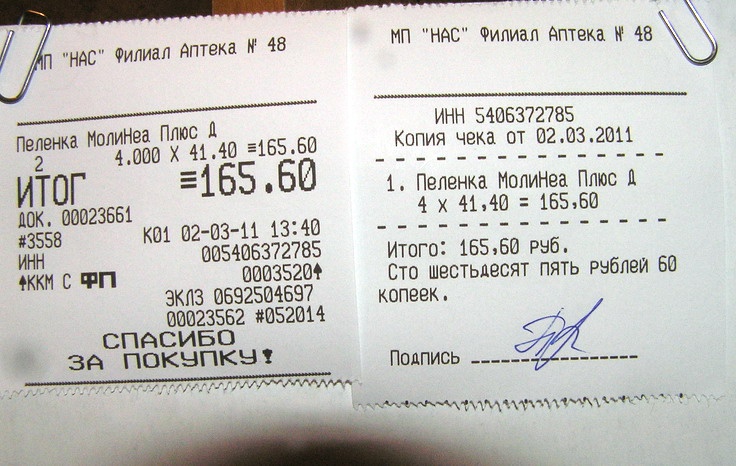 МП "НАС" Филиал Аптека № 48
Пеленка МолиНеа Плюс Д
2 4.000 X 41.40 ≡165.60
ИТОГ ≡165.60
ДОК. 00023661
#3558 К01 02-03-11 13:40
ИНН 005406372785
▲ККМ С ФП 0003520▲
ЭКЛЗ 0692504697
00023562 #052014
СПАСИБО
ЗА ПОКУПКУ!
МП "НАС" Филиал Аптека № 48
ИНН 5406372785
Копия чека от 02.03.2011
1. Пеленка МолиНеа Плюс Д
4 x 41,40 = 165,60
Итого: 165,60 руб.
Сто шестьдесят пять рублей 60
копеек.
Подпись